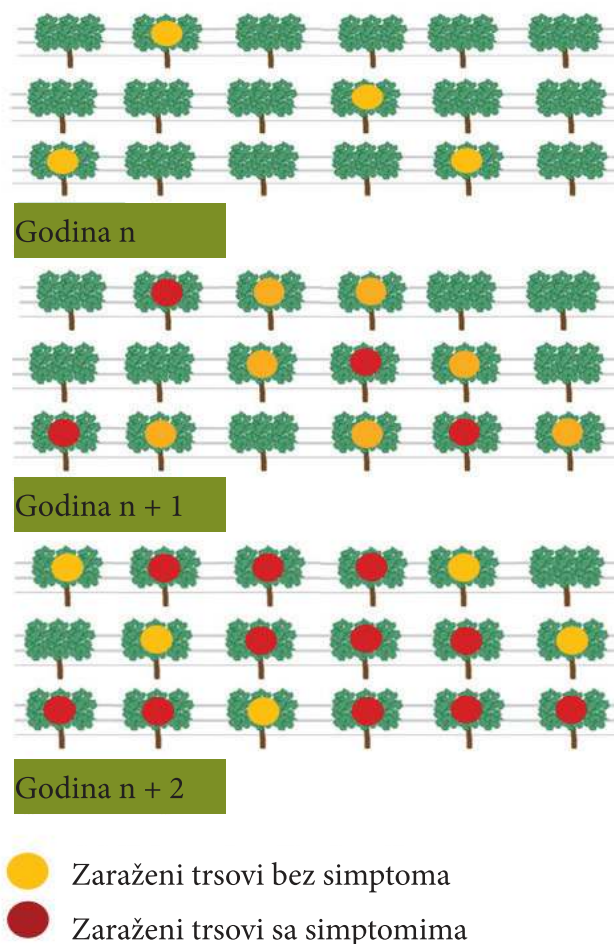 Godina n
Godina n + 1
Godina n + 2
Zaraženi trsovi bez simptoma
Zaraženi trsovi sa simptomima